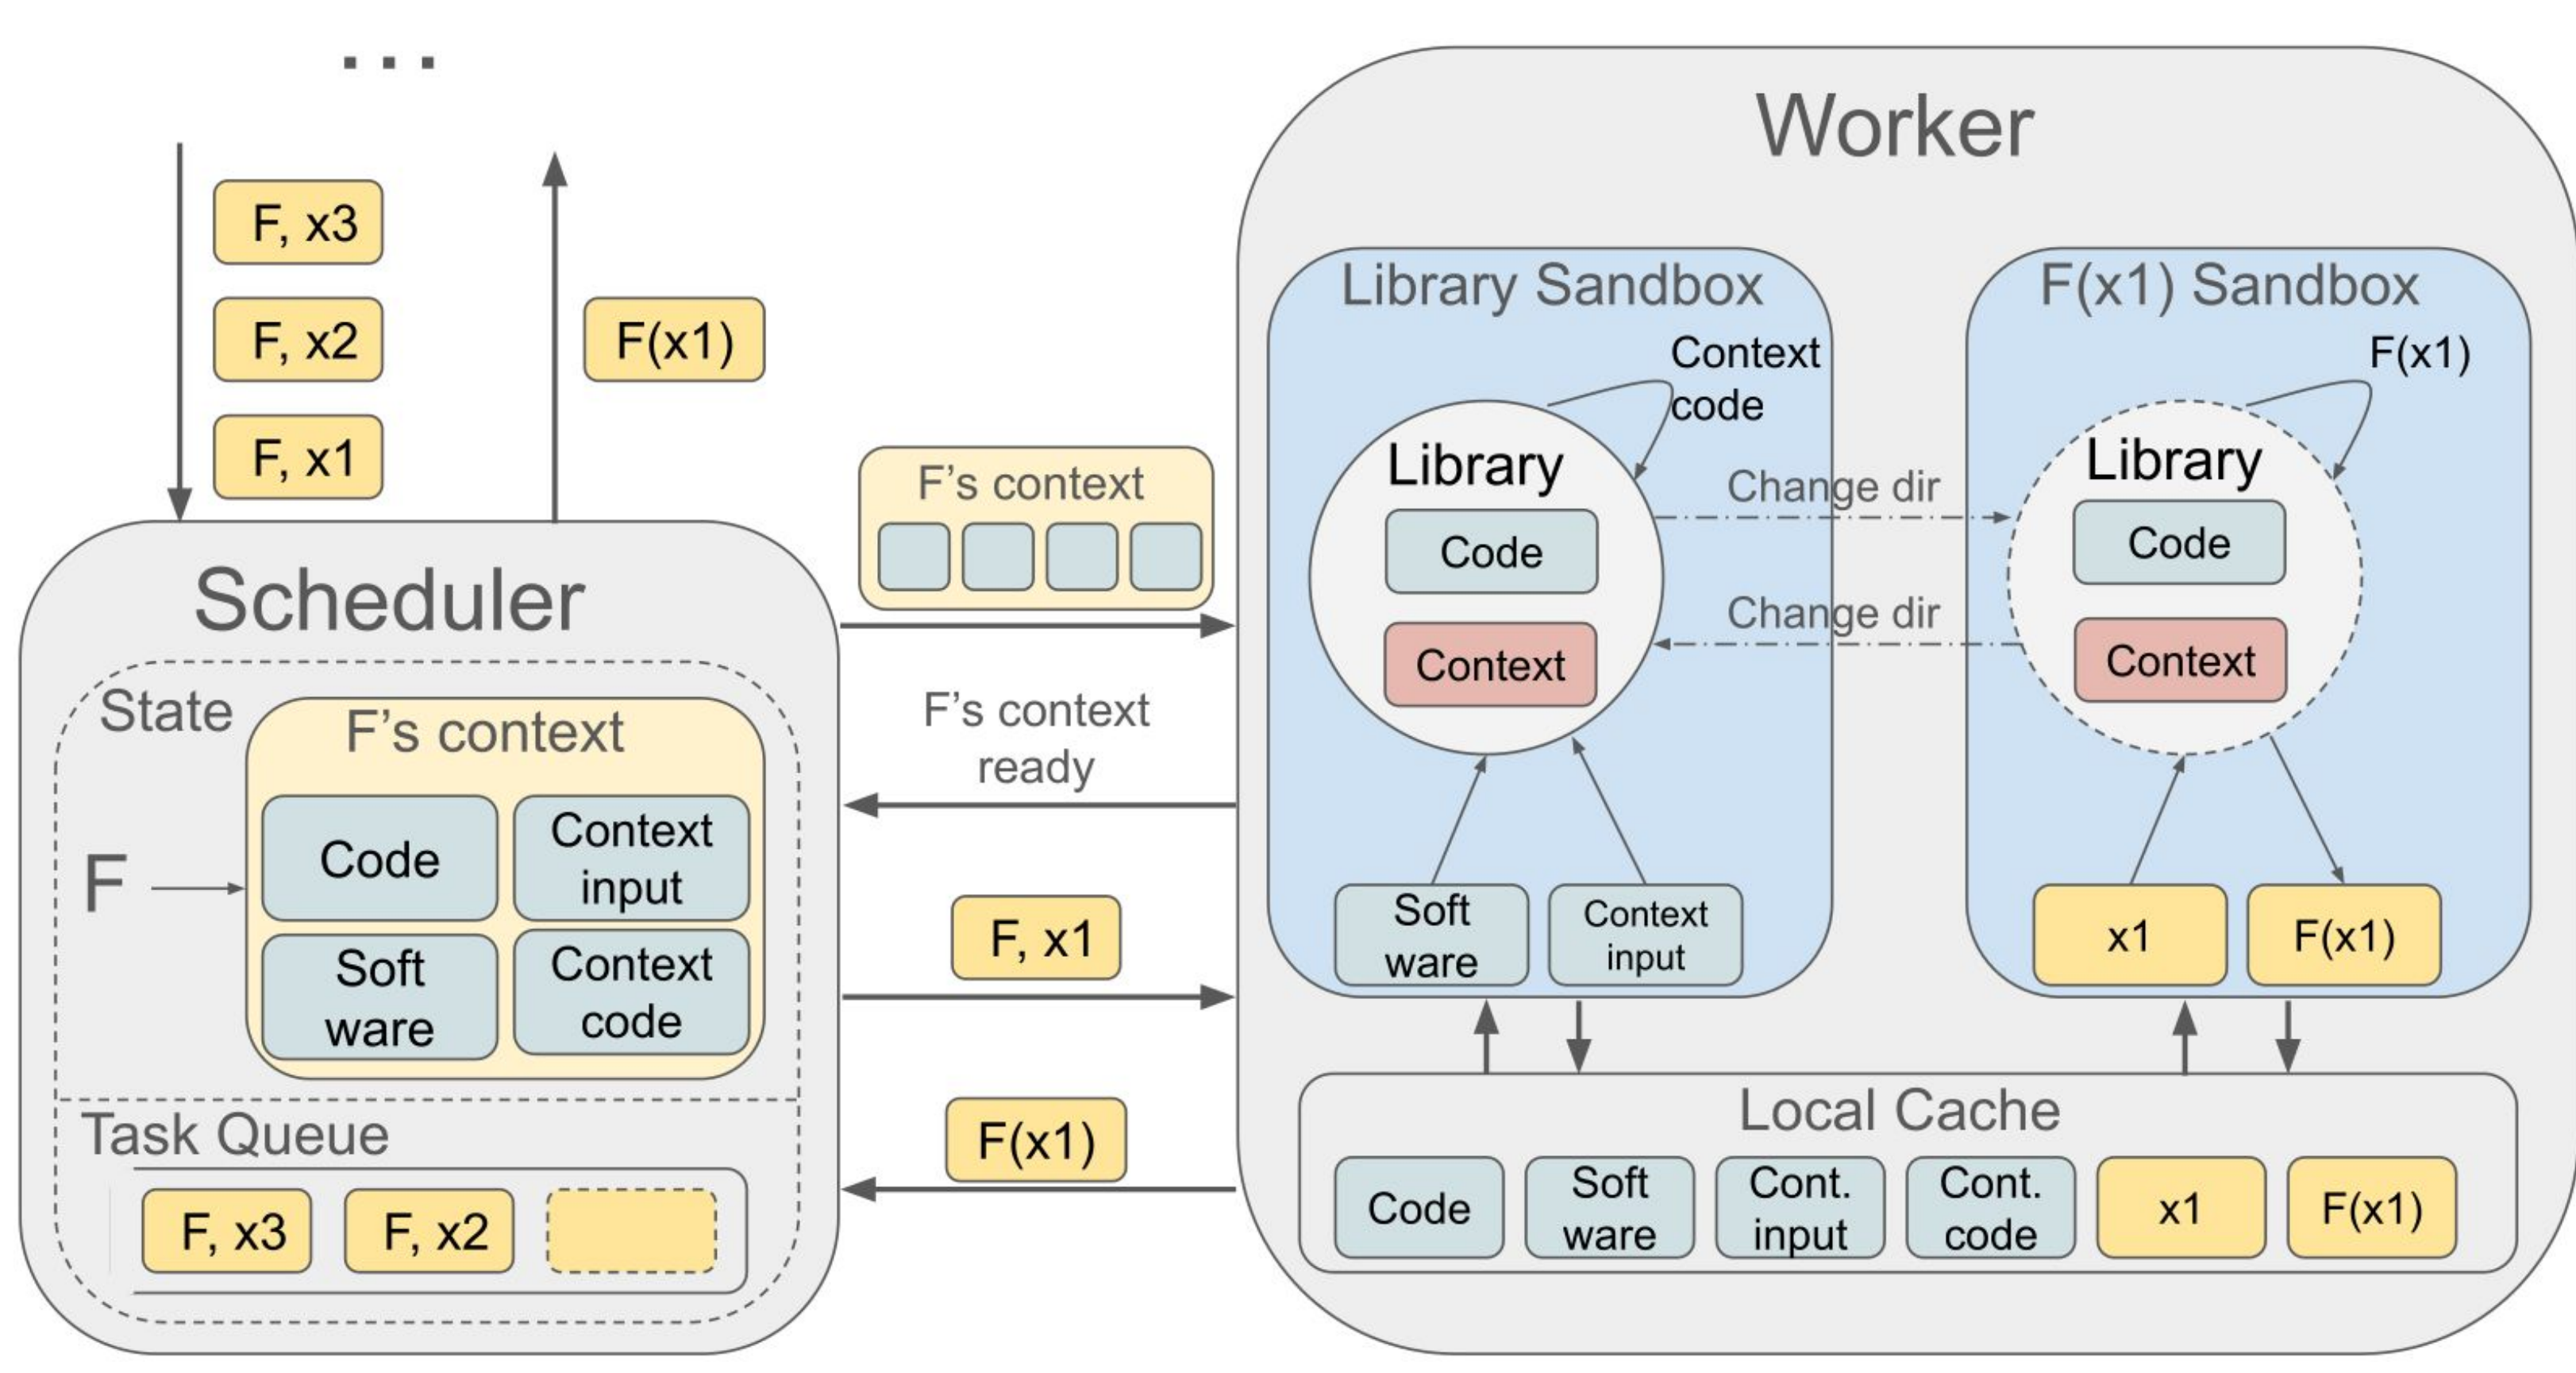 ...
F, x3
F, x2
F, x1
F(x1)
Scheduler
State
F's context
F
Code
Context
input
Soft
ware
Context
code
Task Queue
F, x3
F, x2
F's context
F's context
ready
F, x1
F(x1)
Worker
Library Sandbox
Context
code
Library
Code
Context
Soft
ware
Context
input
Change dir
Change dir
F(x1) Sandbox
F(x1)
Library
Code
Context
x1
F(x1)
Local Cache
Code
Soft
ware
Cont.
input
Cont.
code
x1
F(x1)